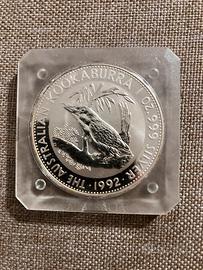 THE AUSTRALIAN KOOKABURRA 1 OZ. 999 SILVER
·1992·